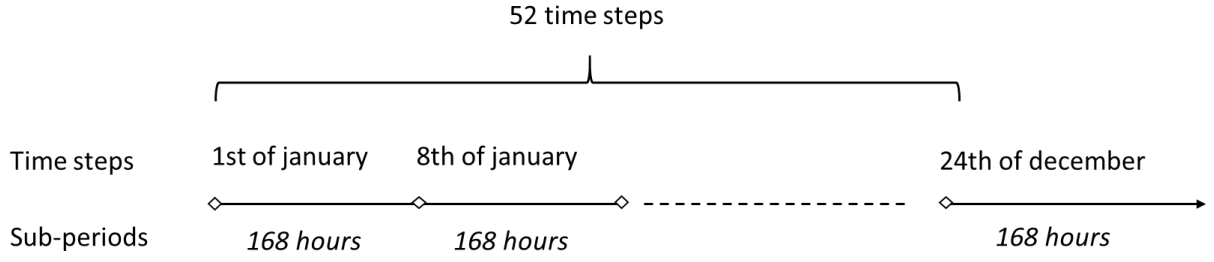 52 time steps
Time steps
1st of january
8th of january
24th of december
Sub-periods
168 hours
168 hours
168 hours